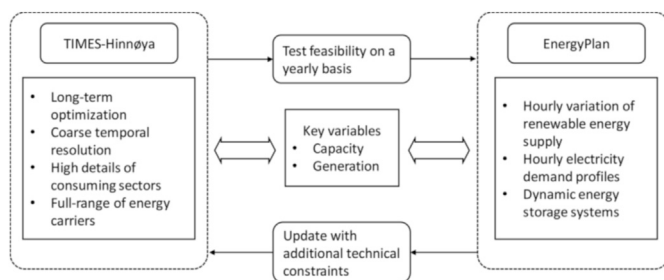 TIMES-Hinnøya
• Long-term
optimization
• Coarse temporal
resolution
• High details of
consuming sectors
• Full-range of energy
carriers
Test feasibility on a
yearly basis
Key variables
• Capacity
• Generation
Update with
additional technical
constraints
EnergyPlan
• Hourly variation of
renewable energy
supply
• Hourly electricity
demand profiles
• Dynamic energy
storage systems